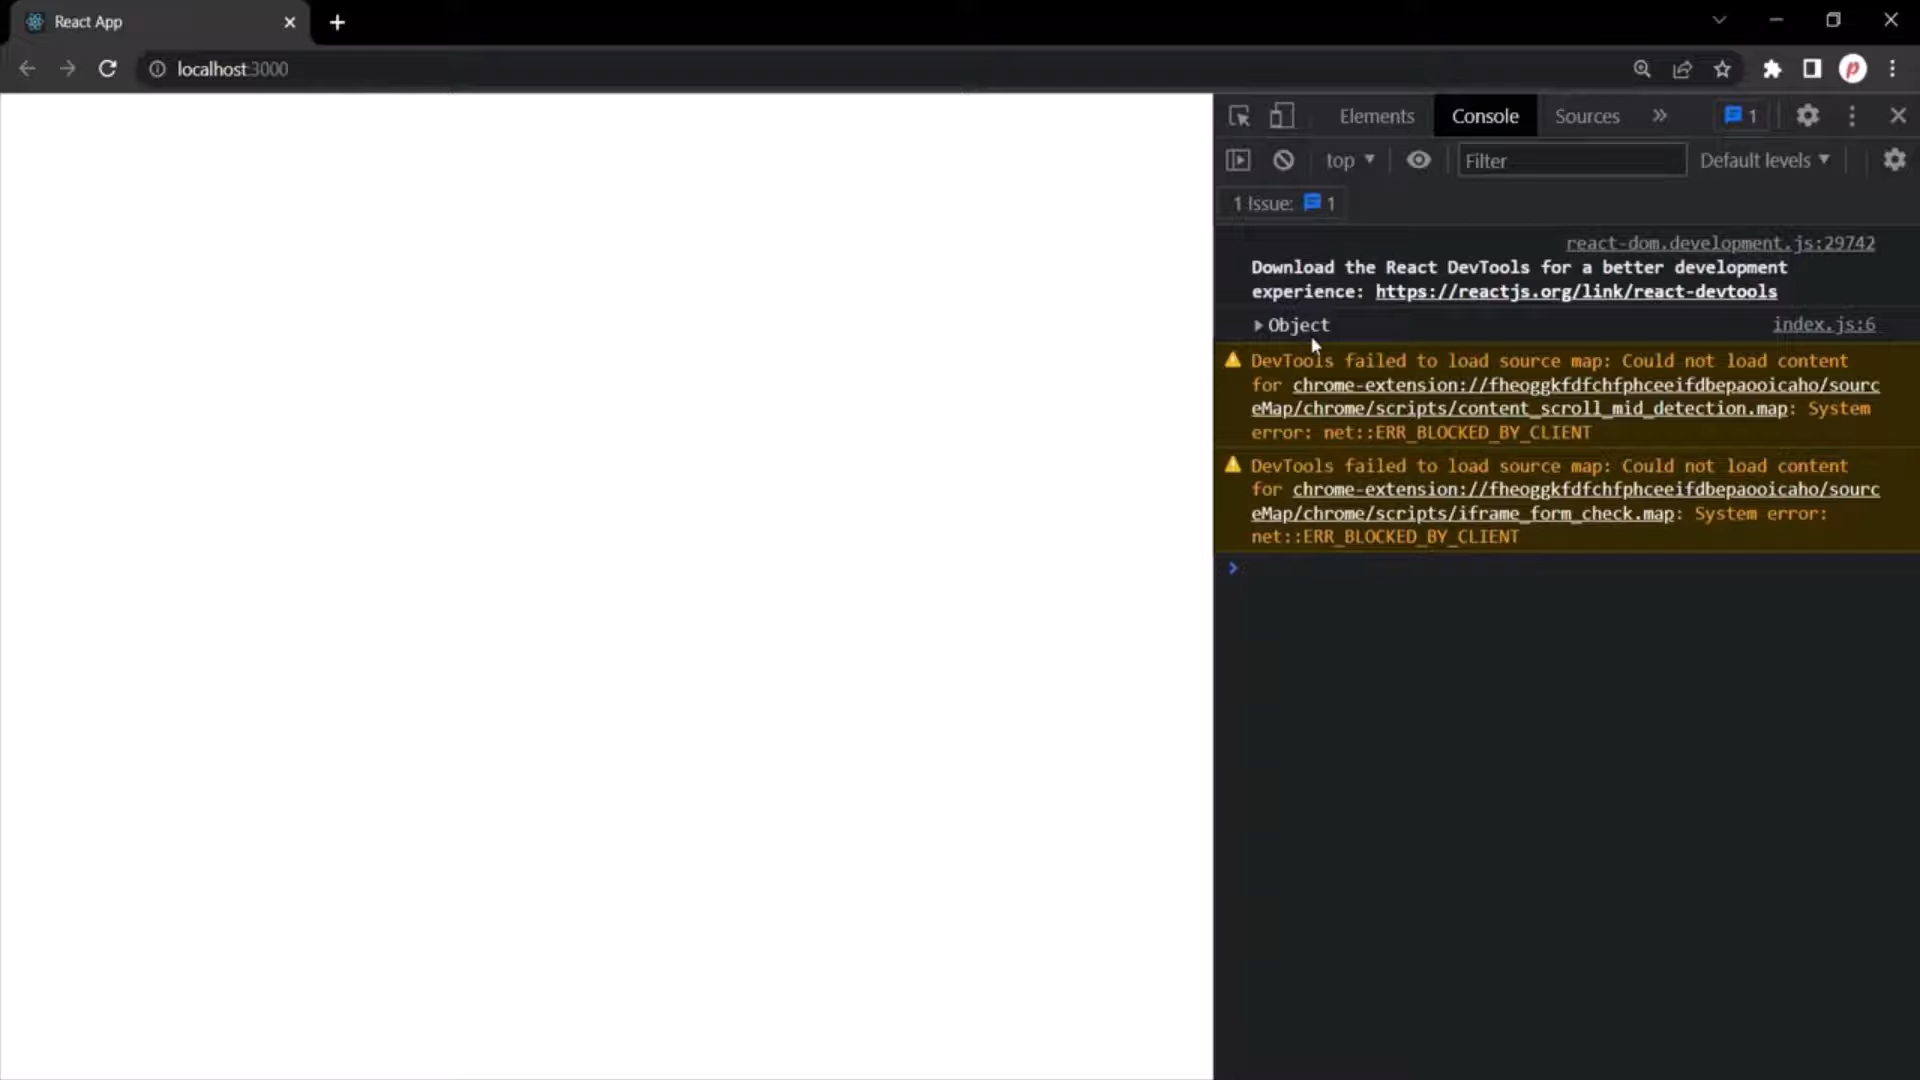 React App
localhost:3000
Elements
Console
Sources
1
top
Filter
Default levels
1 Issue: 1
react-dom.development.js:29742
Download the React DevTools for a better development
experience: https://reactjs.org/link/react-devtools
Object
index.js:6
DevTools failed to load source map: Could not load content
for chrome-extension://fheoggkfdfchfphceeifdbepaooicaho/sourc
eMap/chrome/scripts/content_scroll_mid_detection.map: System
error: net::ERR_BLOCKED_BY_CLIENT
DevTools failed to load source map: Could not load content
for chrome-extension://fheoggkfdfchfphceeifdbepaooicaho/sourc
eMap/chrome/scripts/iframe_form_check.map: System error:
net::ERR_BLOCKED_BY_CLIENT